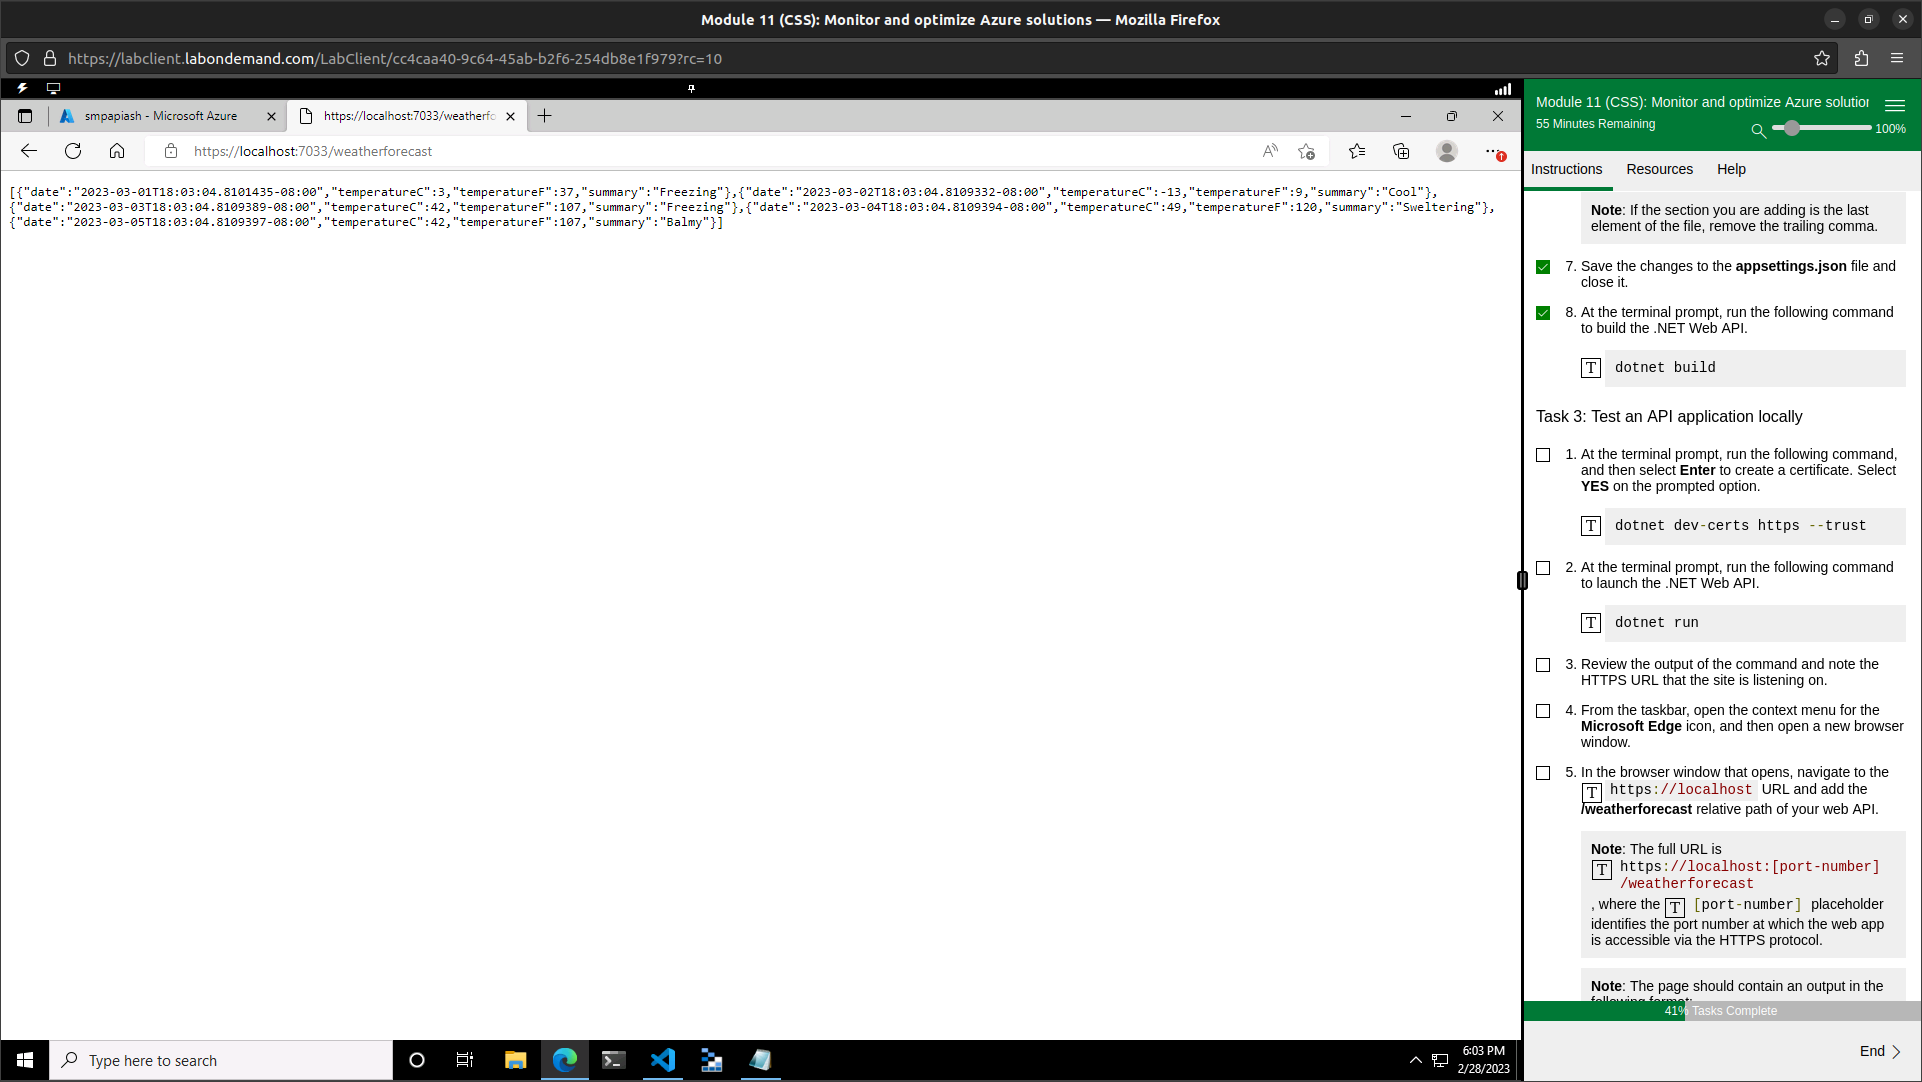 Module 11 (CSS): Monitor and optimize Azure solutions — Mozilla Firefox
https://labclient.labondemand.com/LabClient/cc4caa40-9c64-45ab-b2f6-254db8e1f979?rc=10
smpapiash - Microsoft Azure
https://localhost:7033/weatherfo
https://localhost:7033/weatherforecast
[{"date":"2023-03-01T18:03:04.8101435-08:00","temperatureC":3,"temperatureF":37,"summary":"Freezing"},{"date":"2023-03-02T18:03:04.8109332-08:00","temperatureC":-13,"temperatureF":9,"summary":"Cool"},
{"date":"2023-03-03T18:03:04.8109389-08:00","temperatureC":42,"temperatureF":107,"summary":"Freezing"},{"date":"2023-03-04T18:03:04.8109394-08:00","temperatureC":49,"temperatureF":120,"summary":"Sweltering"},
{"date":"2023-03-05T18:03:04.8109397-08:00","temperatureC":42,"temperatureF":107,"summary":"Balmy"}]
Type here to search
6:03 PM
2/28/2023
Module 11 (CSS): Monitor and optimize Azure solution
55 Minutes Remaining
100%
Instructions Resources Help
Note: If the section you are adding is the last
element of the file, remove the trailing comma.
7. Save the changes to the appsettings.json file and
close it.
8. At the terminal prompt, run the following command
to build the .NET Web API.
T dotnet build
Task 3: Test an API application locally
1. At the terminal prompt, run the following command,
and then select Enter to create a certificate. Select
YES on the prompted option.
T dotnet dev-certs https --trust
2. At the terminal prompt, run the following command
to launch the .NET Web API.
T dotnet run
3. Review the output of the command and note the
HTTPS URL that the site is listening on.
4. From the taskbar, open the context menu for the
Microsoft Edge icon, and then open a new browser
window.
5. In the browser window that opens, navigate to the
T https://localhost URL and add the
/weatherforecast relative path of your web API.
Note: The full URL is
T https://localhost:[port-number]
/weatherforecast
, where the T [port-number] placeholder
identifies the port number at which the web app
is accessible via the HTTPS protocol.
Note: The page should contain an output in the
following format:
41% Tasks Complete
End